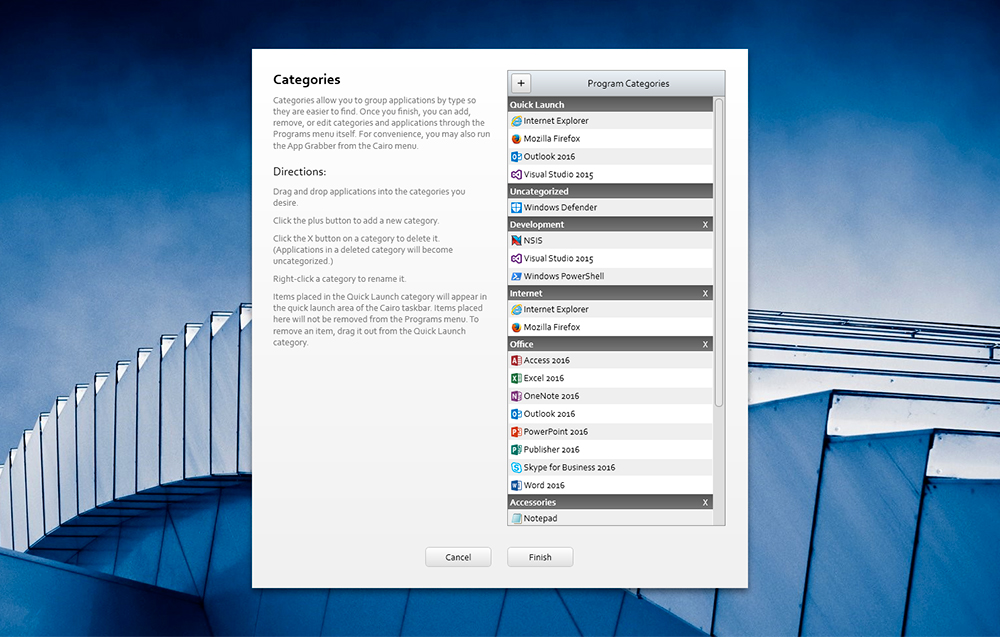 Categories
Categories allow you to group applications by type so
they are easier to find. Once you finish, you can add,
remove, or edit categories and applications through the
Programs menu itself. For convenience, you may also run
the App Grabber from the Cairo menu.
Directions:
Drag and drop applications into the categories you
desire.
Click the plus button to add a new category.
Click the X button on a category to delete it.
(Applications in a deleted category will become
uncategorized.)
Right-click a category to rename it.
Items placed in the Quick Launch category will appear in
the quick launch area of the Cairo taskbar. Items placed
here will not be removed from the Programs menu. To
remove an item, drag it out from the Quick Launch
category.
+ Program Categories
Quick Launch
Internet Explorer
Mozilla Firefox
Outlook 2016
Visual Studio 2015
Uncategorized
Windows Defender
Development X
NSIS
Visual Studio 2015
Windows PowerShell
Internet X
Internet Explorer
Mozilla Firefox
Office X
Access 2016
Excel 2016
OneNote 2016
Outlook 2016
PowerPoint 2016
Publisher 2016
Skype for Business 2016
Word 2016
Accessories X
Notepad
Cancel Finish